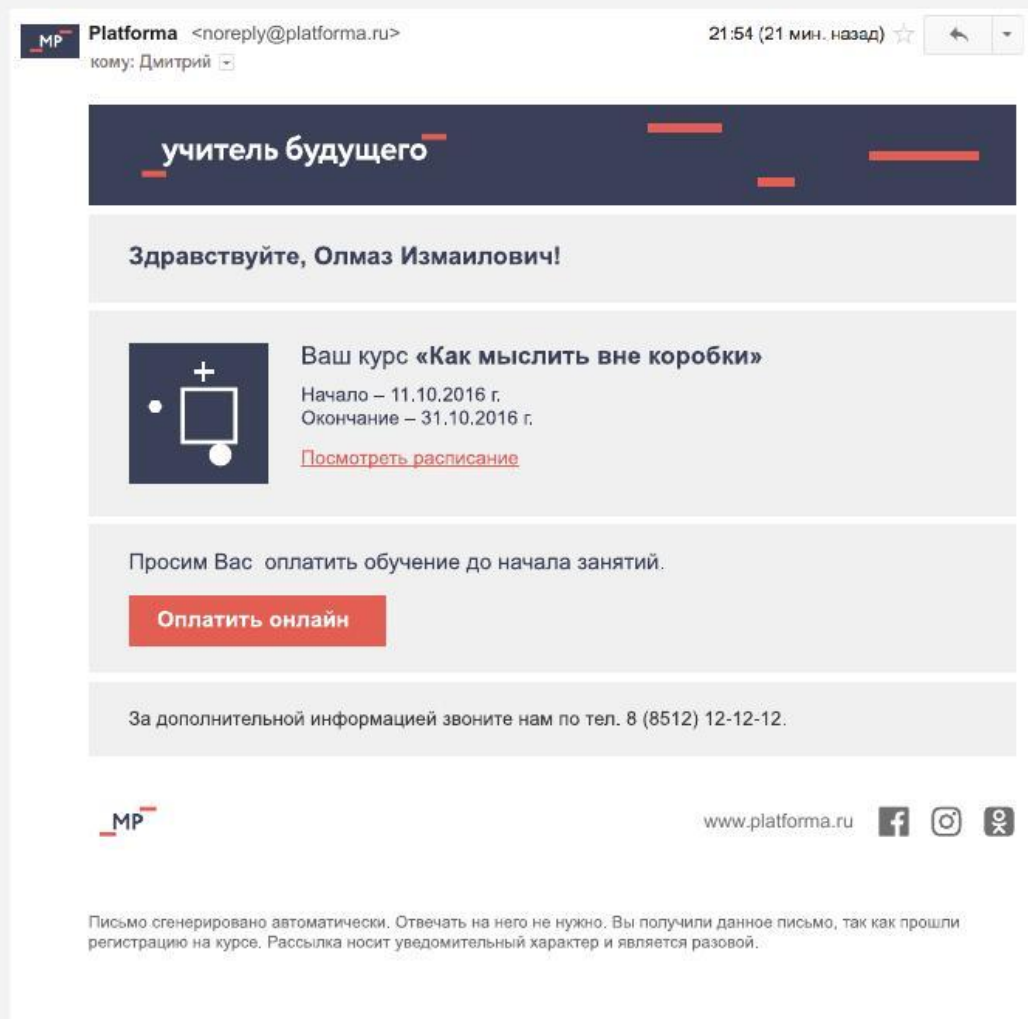 MP
Platforma <noreply@platforma.ru>
21:54 (21 мин. назад)
кому: Дмитрий
учитель будущего
Здравствуйте, Олмаз Измаилович!
Ваш курс «Как мыслить вне коробки»
Начало – 11.10.2016 г.
Окончание – 31.10.2016 г.
Посмотреть расписание
Просим Вас  оплатить обучение до начала занятий.
Оплатить онлайн
За дополнительной информацией звоните нам по тел. 8 (8512) 12-12-12.
MP
www.platforma.ru
Письмо сгенерировано автоматически. Отвечать на него не нужно. Вы получили данное письмо, так как прошли
регистрацию на курсе. Рассылка носит уведомительный характер и является разовой.